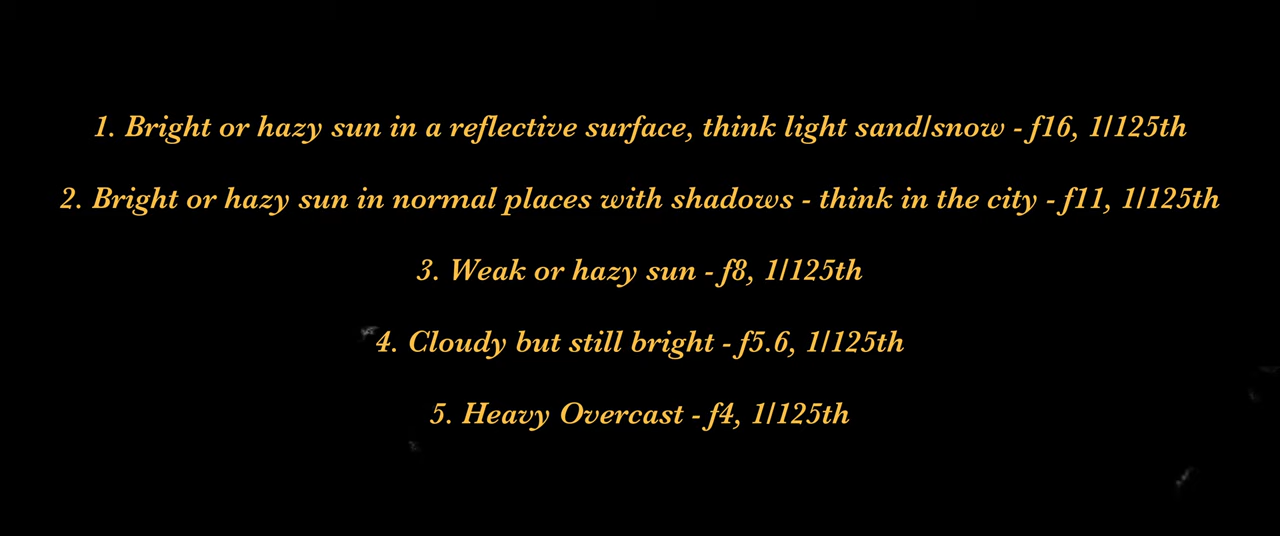 1. Bright or hazy sun in a reflective surface, think light sand/snow - f16, 1/125th
2. Bright or hazy sun in normal places with shadows - think in the city - f11, 1/125th
3. Weak or hazy sun - f8, 1/125th
4. Cloudy but still bright - f5.6, 1/125th
5. Heavy Overcast - f4, 1/125th